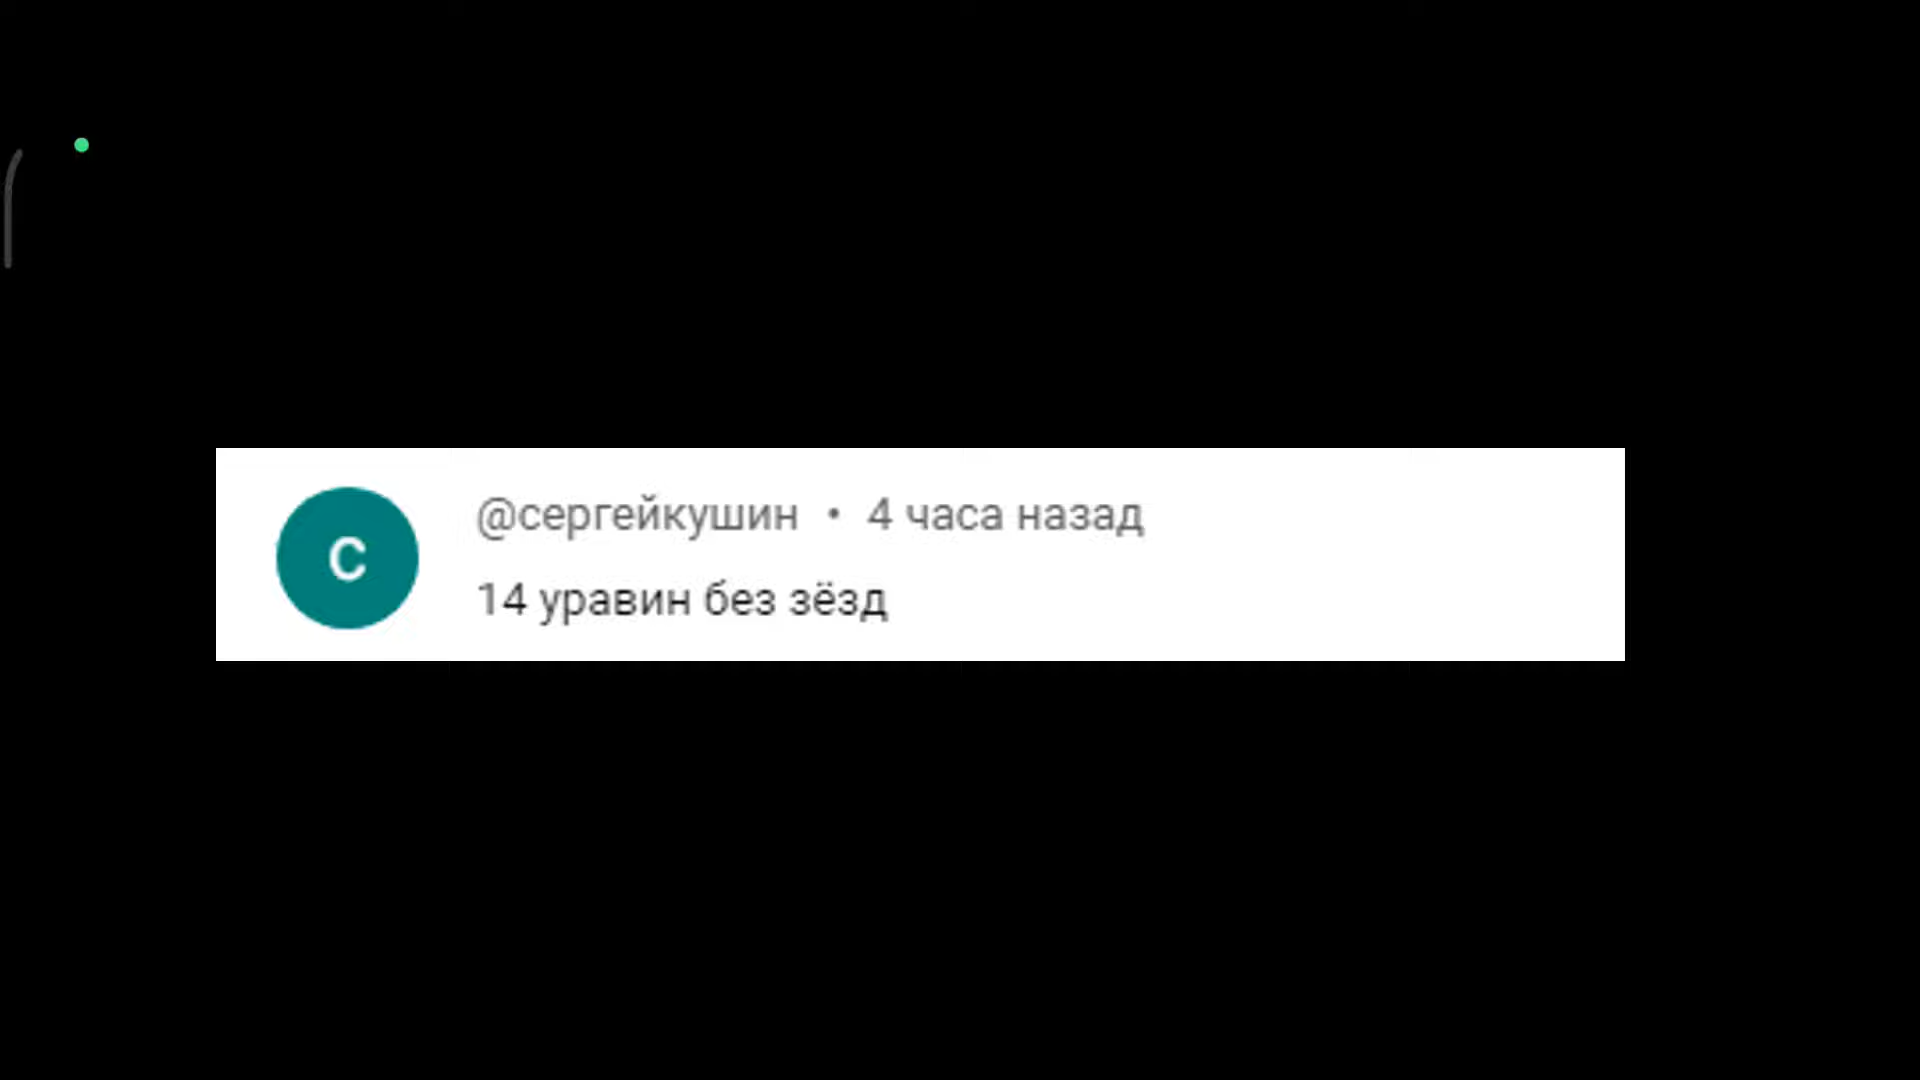 С
@сергейкушин • 4 часа назад
14 уравин без зёзд